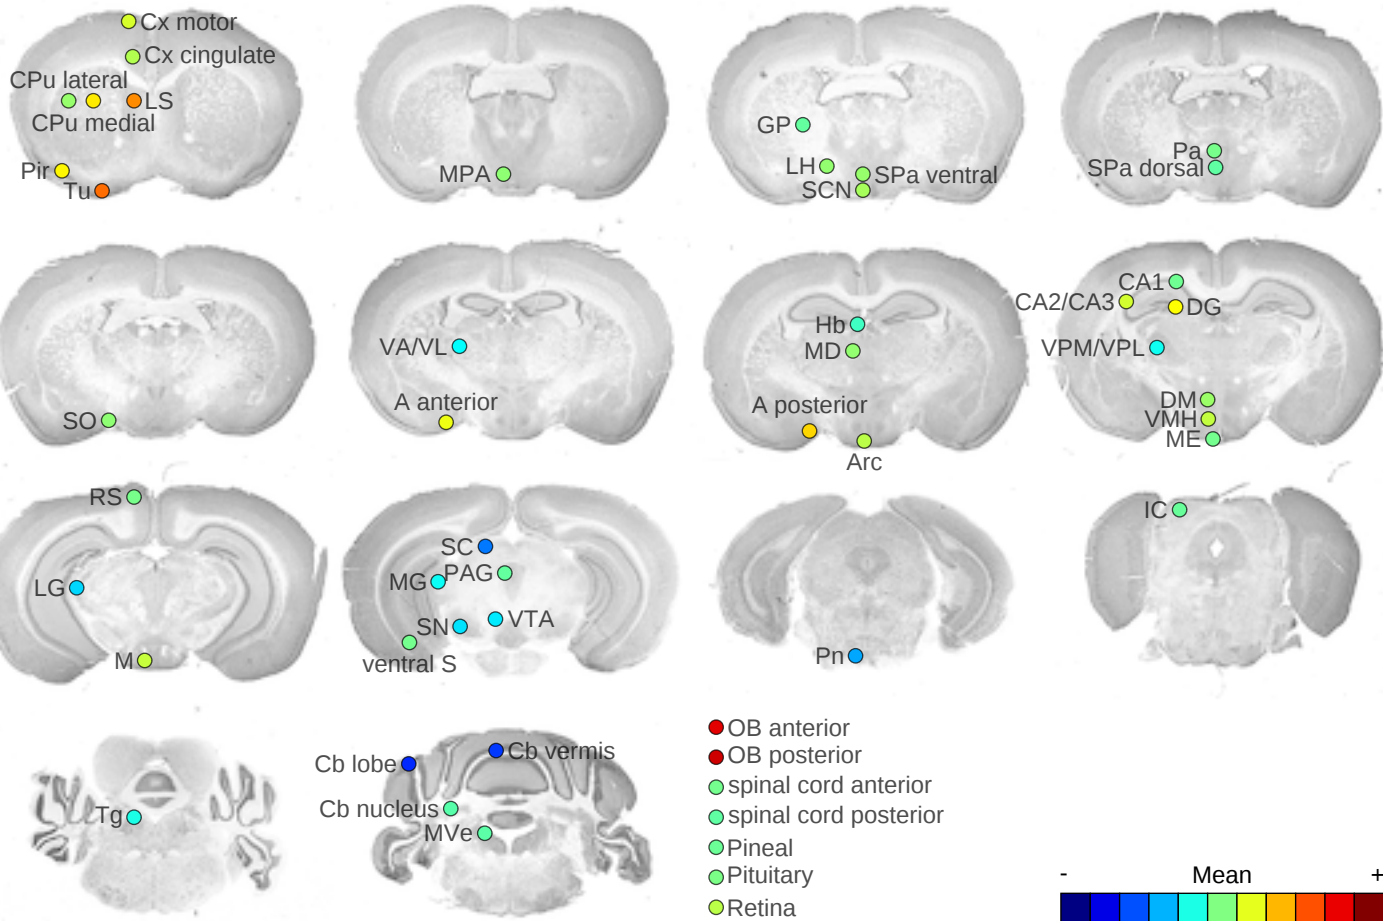 Cx motor
Cx cingulate
CPu lateral
LS
CPu medial
Pir
Tu
MPA
GP
LH
SPa ventral
SCN
Pa
SPa dorsal
SO
VA/VL
A anterior
Hb
MD
A posterior
Arc
CA1
CA2/CA3
DG
VPM/VPL
DM
VMH
ME
RS
LG
M
SC
MG
PAG
SN
VTA
ventral S
Pn
IC
Tg
Cb lobe
Cb vermis
Cb nucleus
MVe
OB anterior
OB posterior
spinal cord anterior
spinal cord posterior
Pineal
Pituitary
Retina
- Mean +